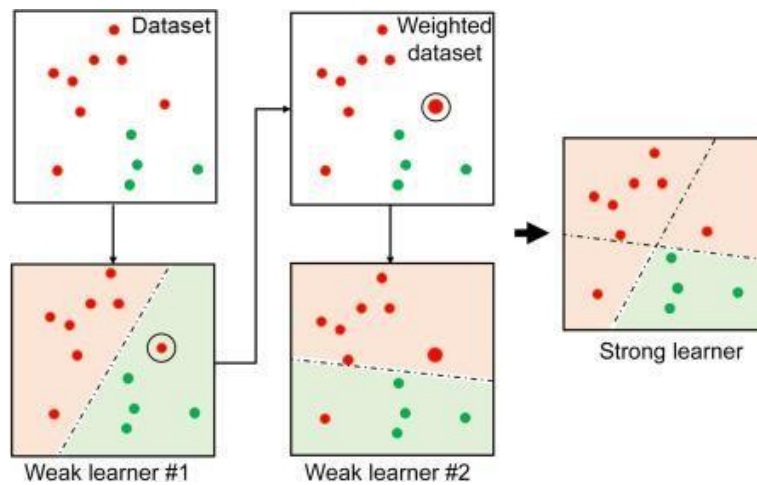 Dataset
Weighted
dataset
Weak learner #1
Weak learner #2
Strong learner